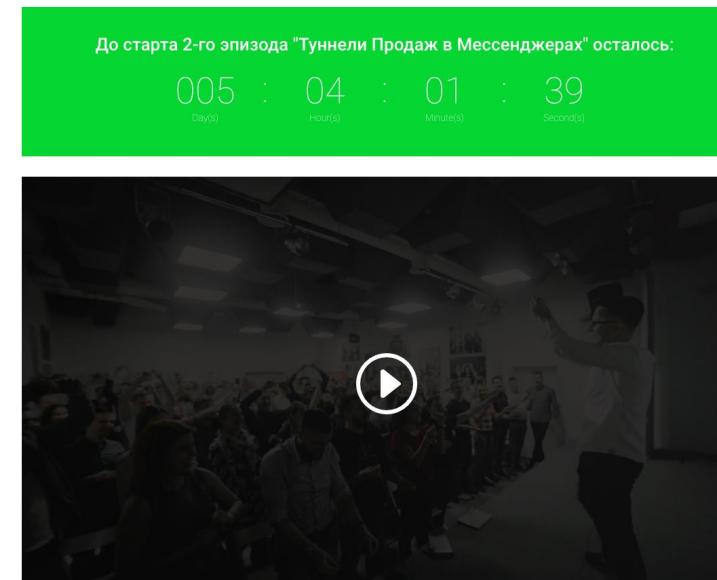 До старта 2-го эпизода "Туннели Продаж в Мессенджерах" осталось:
005 : 04 : 01 : 39
Day(s) Hour(s) Minute(s) Second(s)